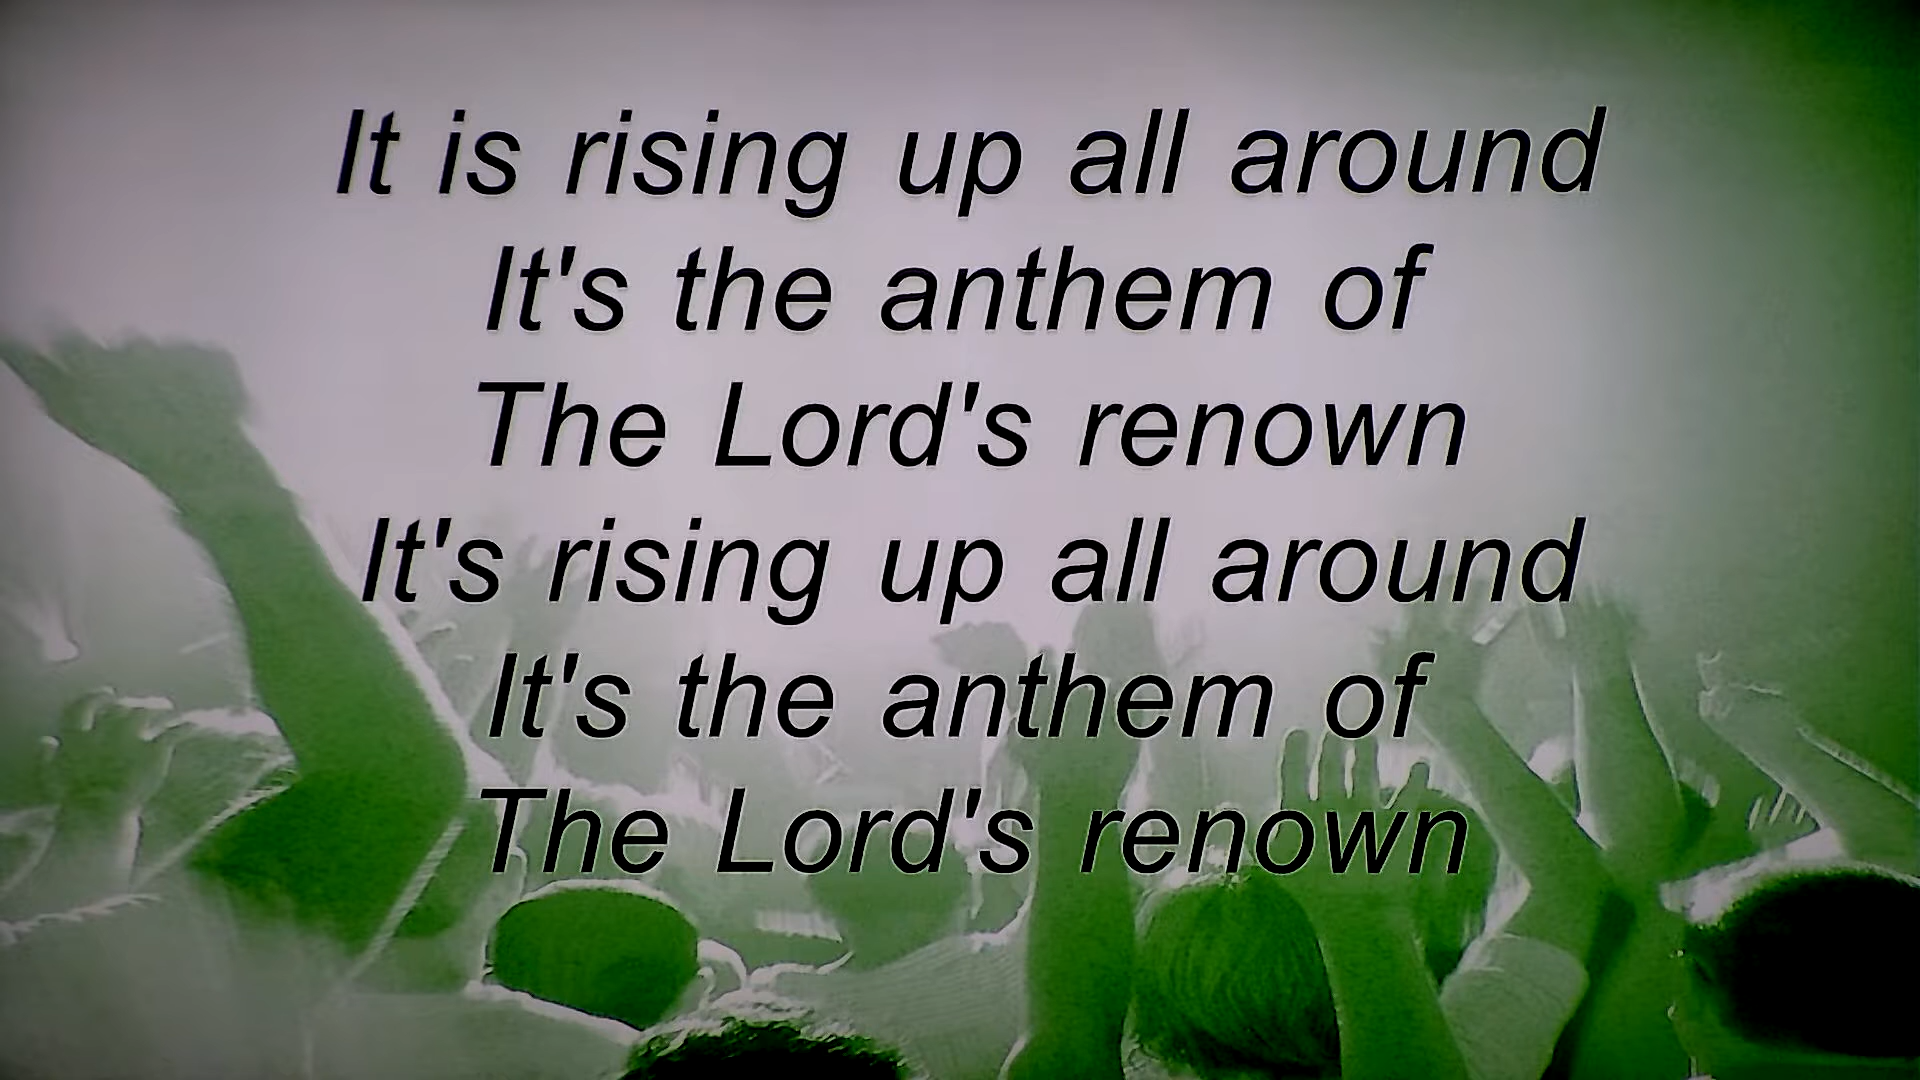 It is rising up all around
It's the anthem of
The Lord's renown
It's rising up all around
It's the anthem of
The Lord's renown